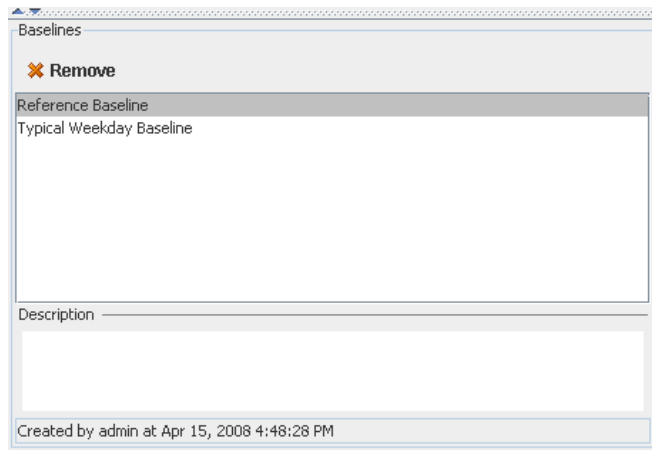 Baselines
Remove
Reference Baseline
Typical Weekday Baseline
Description
Created by admin at Apr 15, 2008 4:48:28 PM